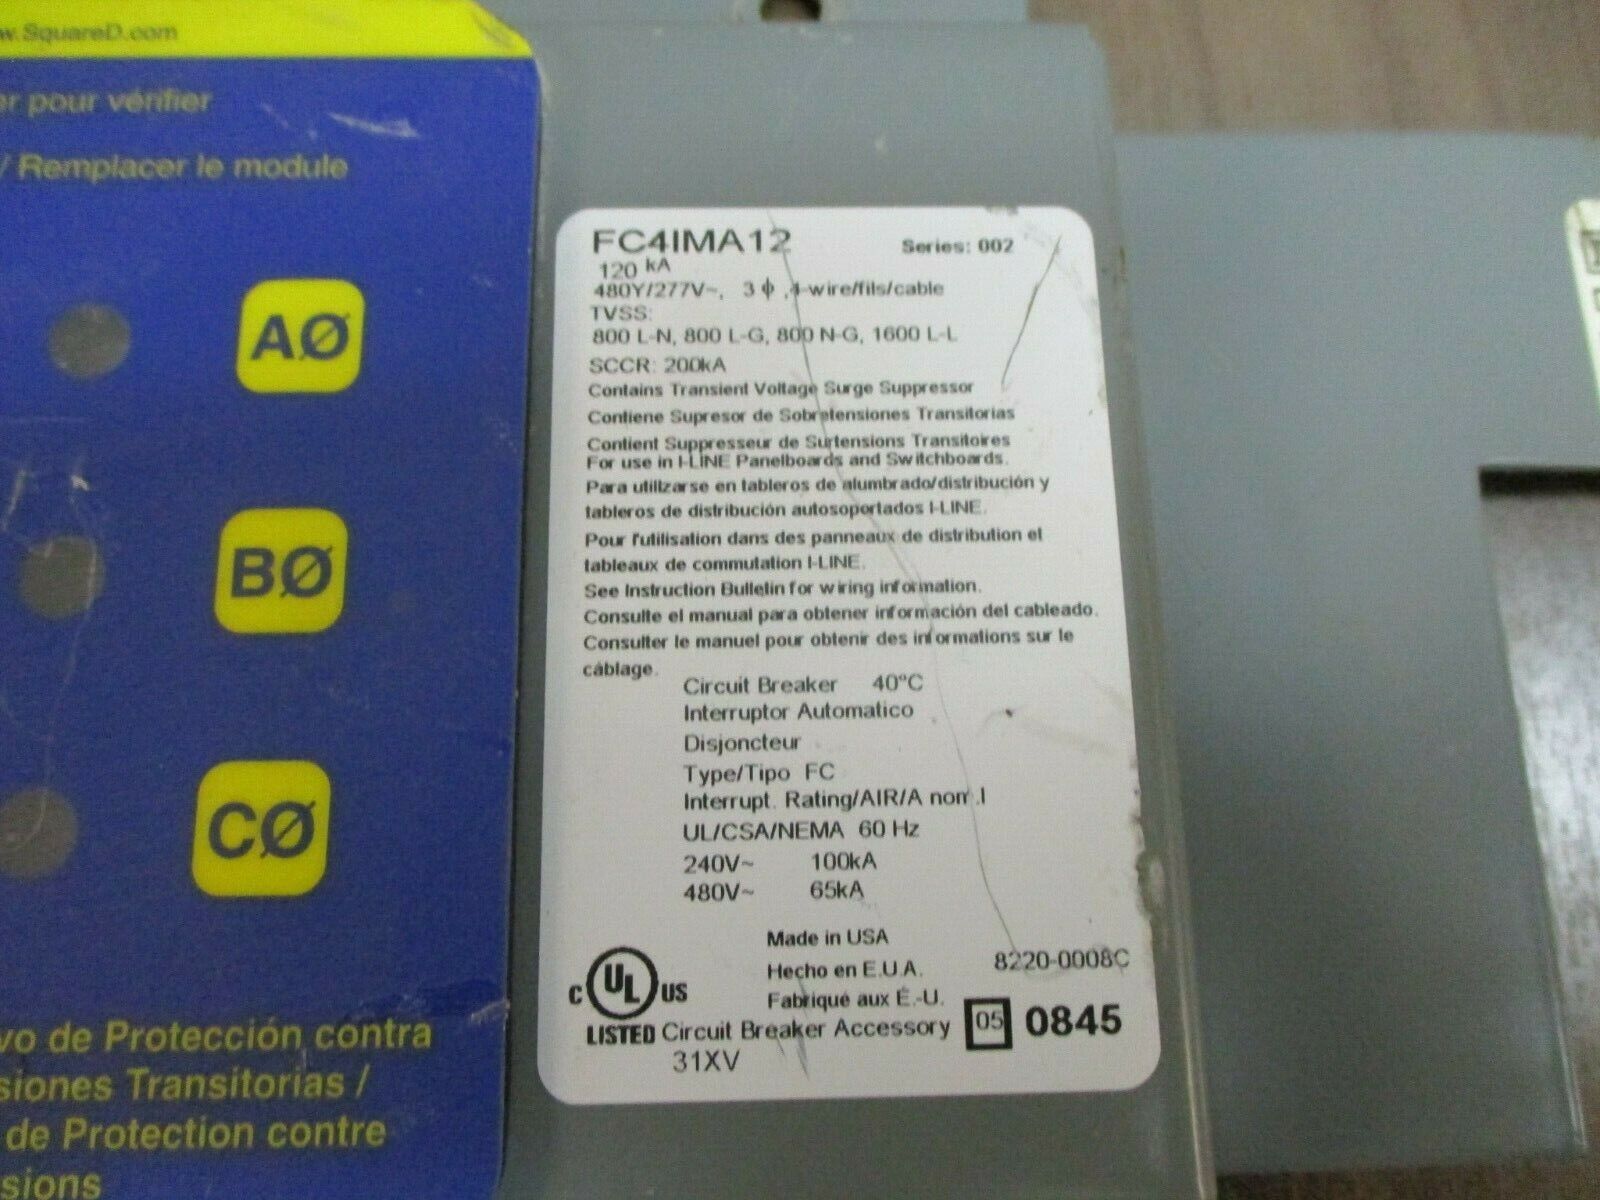 w.SquareD.com
er pour vérifier
/ Remplacer le module
AØ
BØ
CØ
vo de Protección contra
siones Transitorias /
de Protection contre
sions
FC4IMA12 Series: 002
120 kA
480Y/277V~, 3 ϕ ,4-wire/fils/cable
TVSS:
800 L-N, 800 L-G, 800 N-G, 1600 L-L
SCCR: 200kA
Contains Transient Voltage Surge Suppressor
Contiene Supresor de Sobretensiones Transitorias
Contient Suppresseur de Surtensions Transitoires
For use in I-LINE Panelboards and Switchboards.
Para utilizarse en tableros de alumbrado/distribución y
tableros de distribución autosoportados I-LINE.
Pour l'utilisation dans des panneaux de distribution et
tableaux de commutation I-LINE.
See Instruction Bulletin for wiring information.
Consulte el manual para obtener información del cableado.
Consulter le manuel pour obtenir des informations sur le
câblage.
Circuit Breaker 40°C
Interruptor Automatico
Disjoncteur
Type/Tipo FC
Interrupt. Rating/AIR/A nom.I
UL/CSA/NEMA 60 Hz
240V~ 100kA
480V~ 65kA
Made in USA
Hecho en E.U.A.
Fabriqué aux É.-U.
8220-0008C
C UL US
LISTED Circuit Breaker Accessory
31XV
05 0845